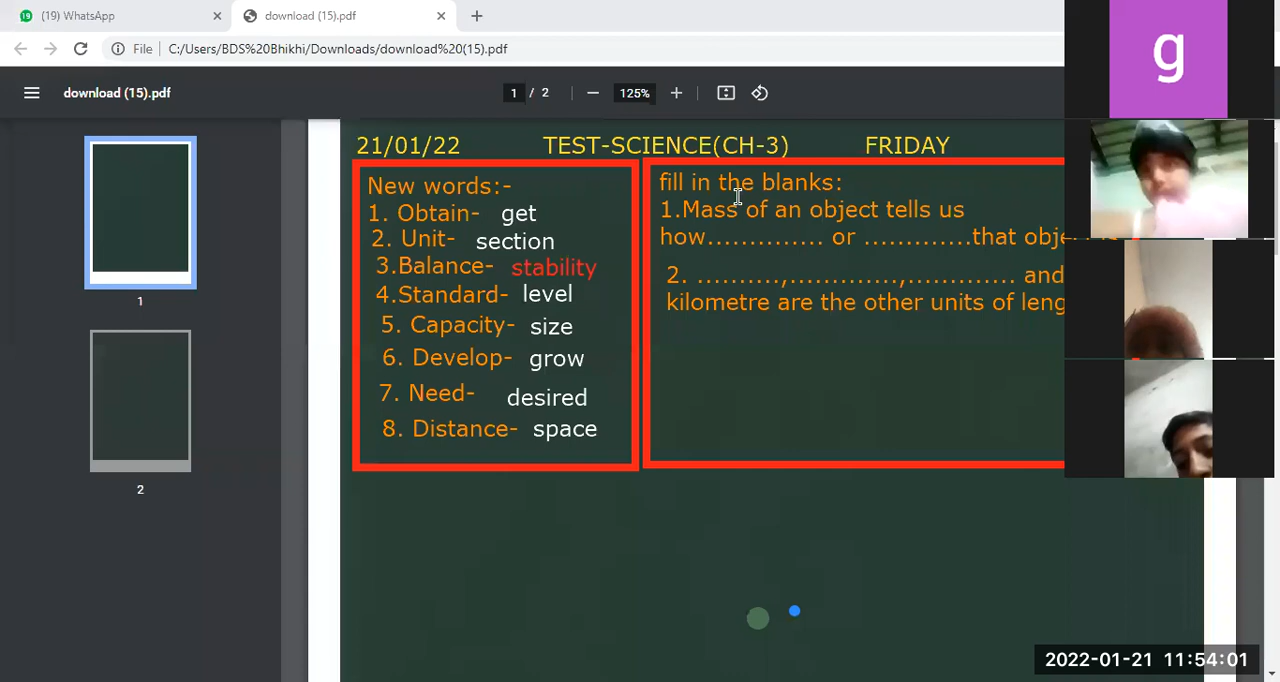 (19) WhatsApp
download (15).pdf
File C:/Users/BDS%20Bhikhi/Downloads/download%20(15).pdf
download (15).pdf
1 / 2
125%
g
21/01/22 TEST-SCIENCE(CH-3) FRIDAY
New words:-
1. Obtain- get
2. Unit- section
3.Balance- stability
4.Standard- level
5. Capacity- size
6. Develop- grow
7. Need- desired
8. Distance- space
fill in the blanks:
1.Mass of an object tells us
how.............. or .............that
2. ..........,.............,............. and
kilometre are the other units of
1
2
2022-01-21 11:54:01